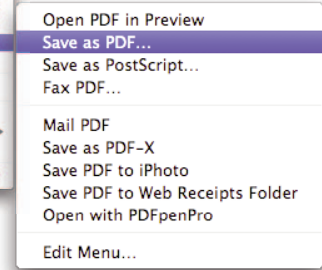 Open PDF in Preview
Save as PDF...
Save as PostScript...
Fax PDF...
Mail PDF
Save as PDF-X
Save PDF to iPhoto
Save PDF to Web Receipts Folder
Open with PDFpenPro
Edit Menu...